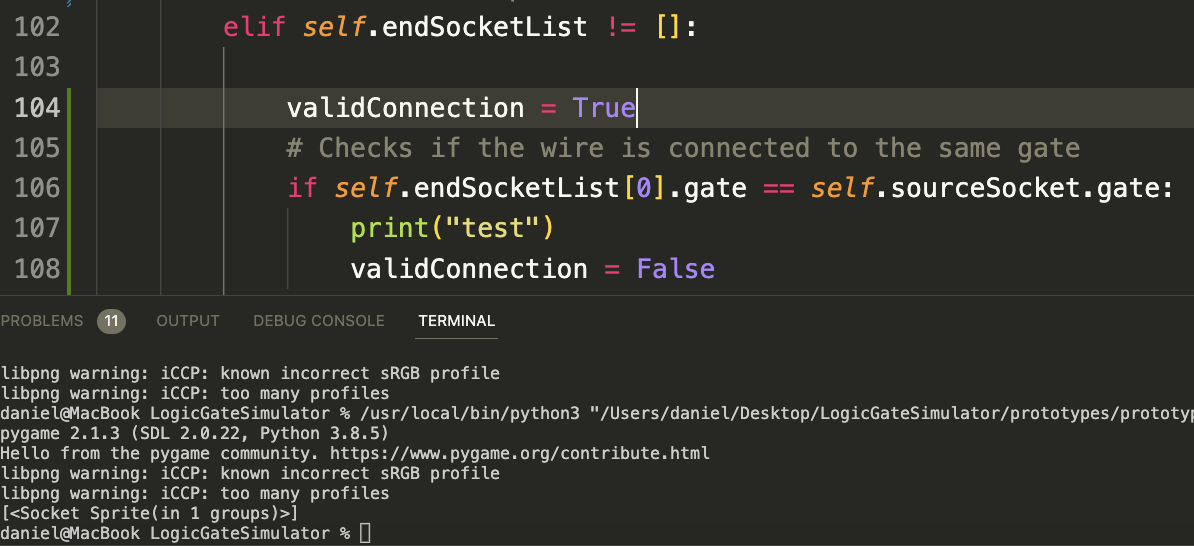 102 elif self.endSocketList != []:
103
104 validConnection = True
105 # Checks if the wire is connected to the same gate
106 if self.endSocketList[0].gate == self.sourceSocket.gate:
107 print("test")
108 validConnection = False
PROBLEMS 11 OUTPUT DEBUG CONSOLE TERMINAL
libpng warning: iCCP: known incorrect sRGB profile
libpng warning: iCCP: too many profiles
daniel@MacBook LogicGateSimulator % /usr/local/bin/python3 "/Users/daniel/Desktop/LogicGateSimulator/prototypes/prototyp
pygame 2.1.3 (SDL 2.0.22, Python 3.8.5)
Hello from the pygame community. https://www.pygame.org/contribute.html
libpng warning: iCCP: known incorrect sRGB profile
libpng warning: iCCP: too many profiles
[<Socket Sprite(in 1 groups)>]
daniel@MacBook LogicGateSimulator %